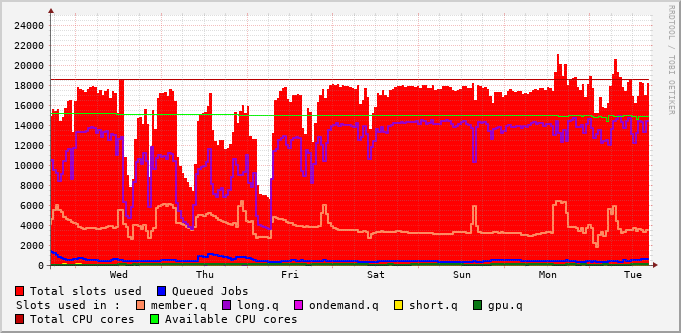 24000
22000
20000
18000
16000
14000
12000
10000
8000
6000
4000
2000
0
Wed Thu Fri Sat Sun Mon Tue
RRDTOOL / TOBI OETIKER
Total slots used Queued Jobs
Slots used in : member.q long.q ondemand.q short.q gpu.q
Total CPU cores Available CPU cores